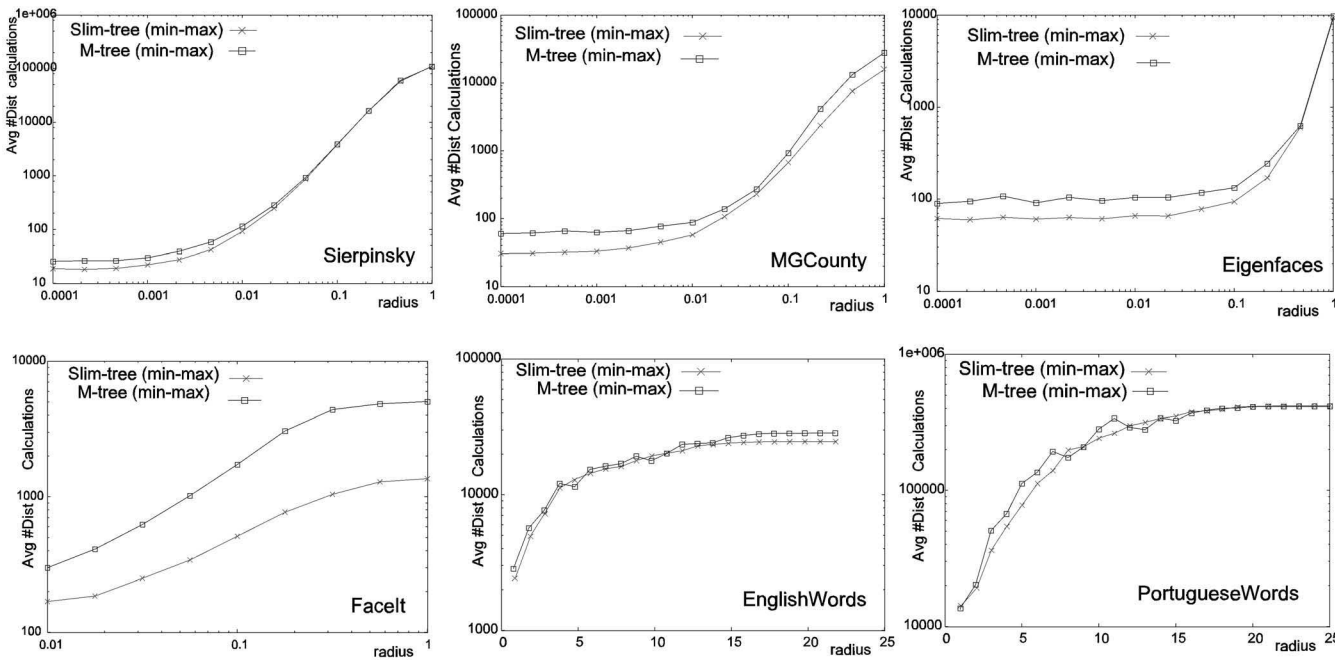 1e+006
100000
10000
1000
100
10
Avg #Dist calculations
Slim-tree (min-max)
M-tree (min-max)
Sierpinsky
0.0001 0.001 0.01 0.1 1
radius
100000
10000
1000
100
10
Avg #Dist Calculations
Slim-tree (min-max)
M-tree (min-max)
MGCounty
0.0001 0.001 0.01 0.1 1
radius
10000
1000
100
10
Avg #Dist Calculations
Slim-tree (min-max)
M-tree (min-max)
Eigenfaces
0.0001 0.001 0.01 0.1 1
radius
10000
1000
100
Avg #Dist Calculations
Slim-tree (min-max)
M-tree (min-max)
FaceIt
0.01 0.1 1
radius
100000
10000
1000
Avg #Dist Calculations
Slim-tree (min-max)
M-tree (min-max)
EnglishWords
0 5 10 15 20 25
radius
1e+006
100000
10000
Avg #Dist Calculations
Slim-tree (min-max)
M-tree (min-max)
PortugueseWords
0 5 10 15 20 25
radius